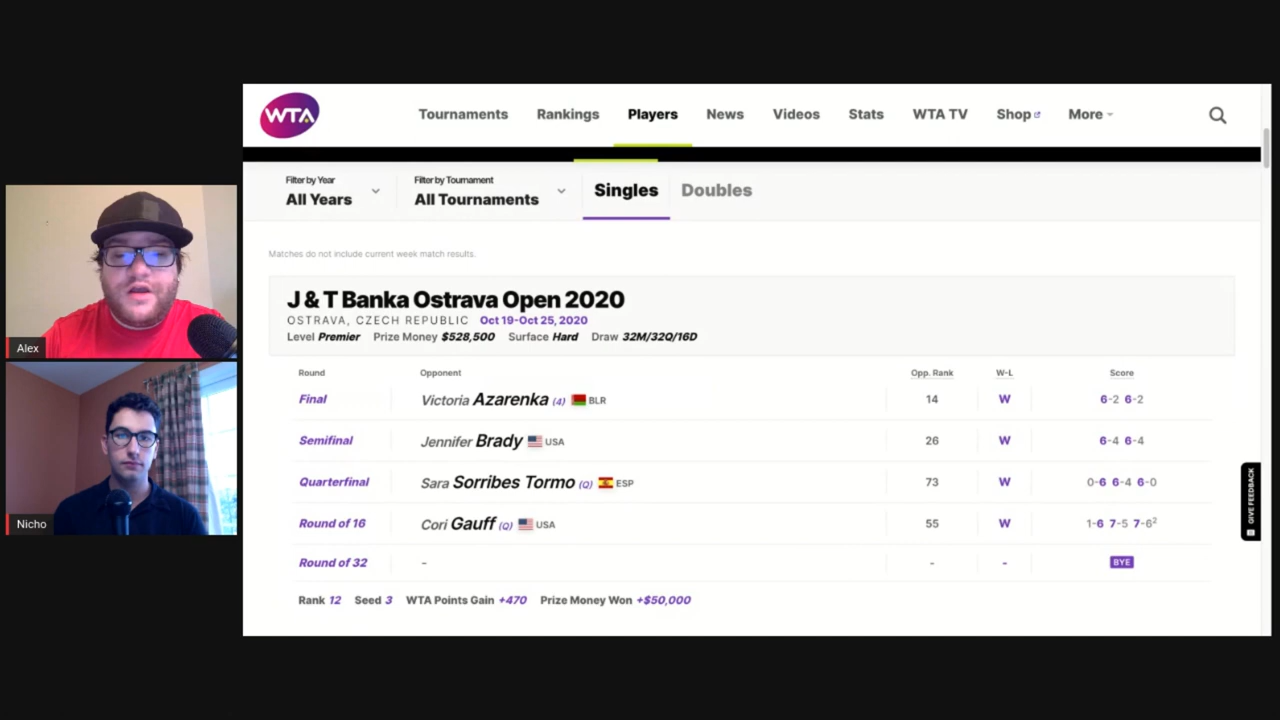 WTA
Tournaments Rankings Players News Videos Stats WTA TV Shop More
Filter by Year
All Years
Filter by Tournament
All Tournaments
Singles Doubles
Matches do not include current week match results.
J & T Banka Ostrava Open 2020
OSTRAVA, CZECH REPUBLIC Oct 19-Oct 25, 2020
Level Premier Prize Money $528,500 Surface Hard Draw 32M/32Q/16D
Round Opponent Opp. Rank W-L Score
Final Victoria Azarenka (4) BLR 14 W 6-2 6-2
Semifinal Jennifer Brady USA 26 W 6-4 6-4
Quarterfinal Sara Sorribes Tormo (Q) ESP 73 W 0-6 6-4 6-0
Round of 16 Cori Gauff (Q) USA 55 W 1-6 7-5 7-6²
Round of 32 - - - BYE
Rank 12 Seed 3 WTA Points Gain +470 Prize Money Won +$50,000
GIVE FEEDBACK
Alex
Nicho